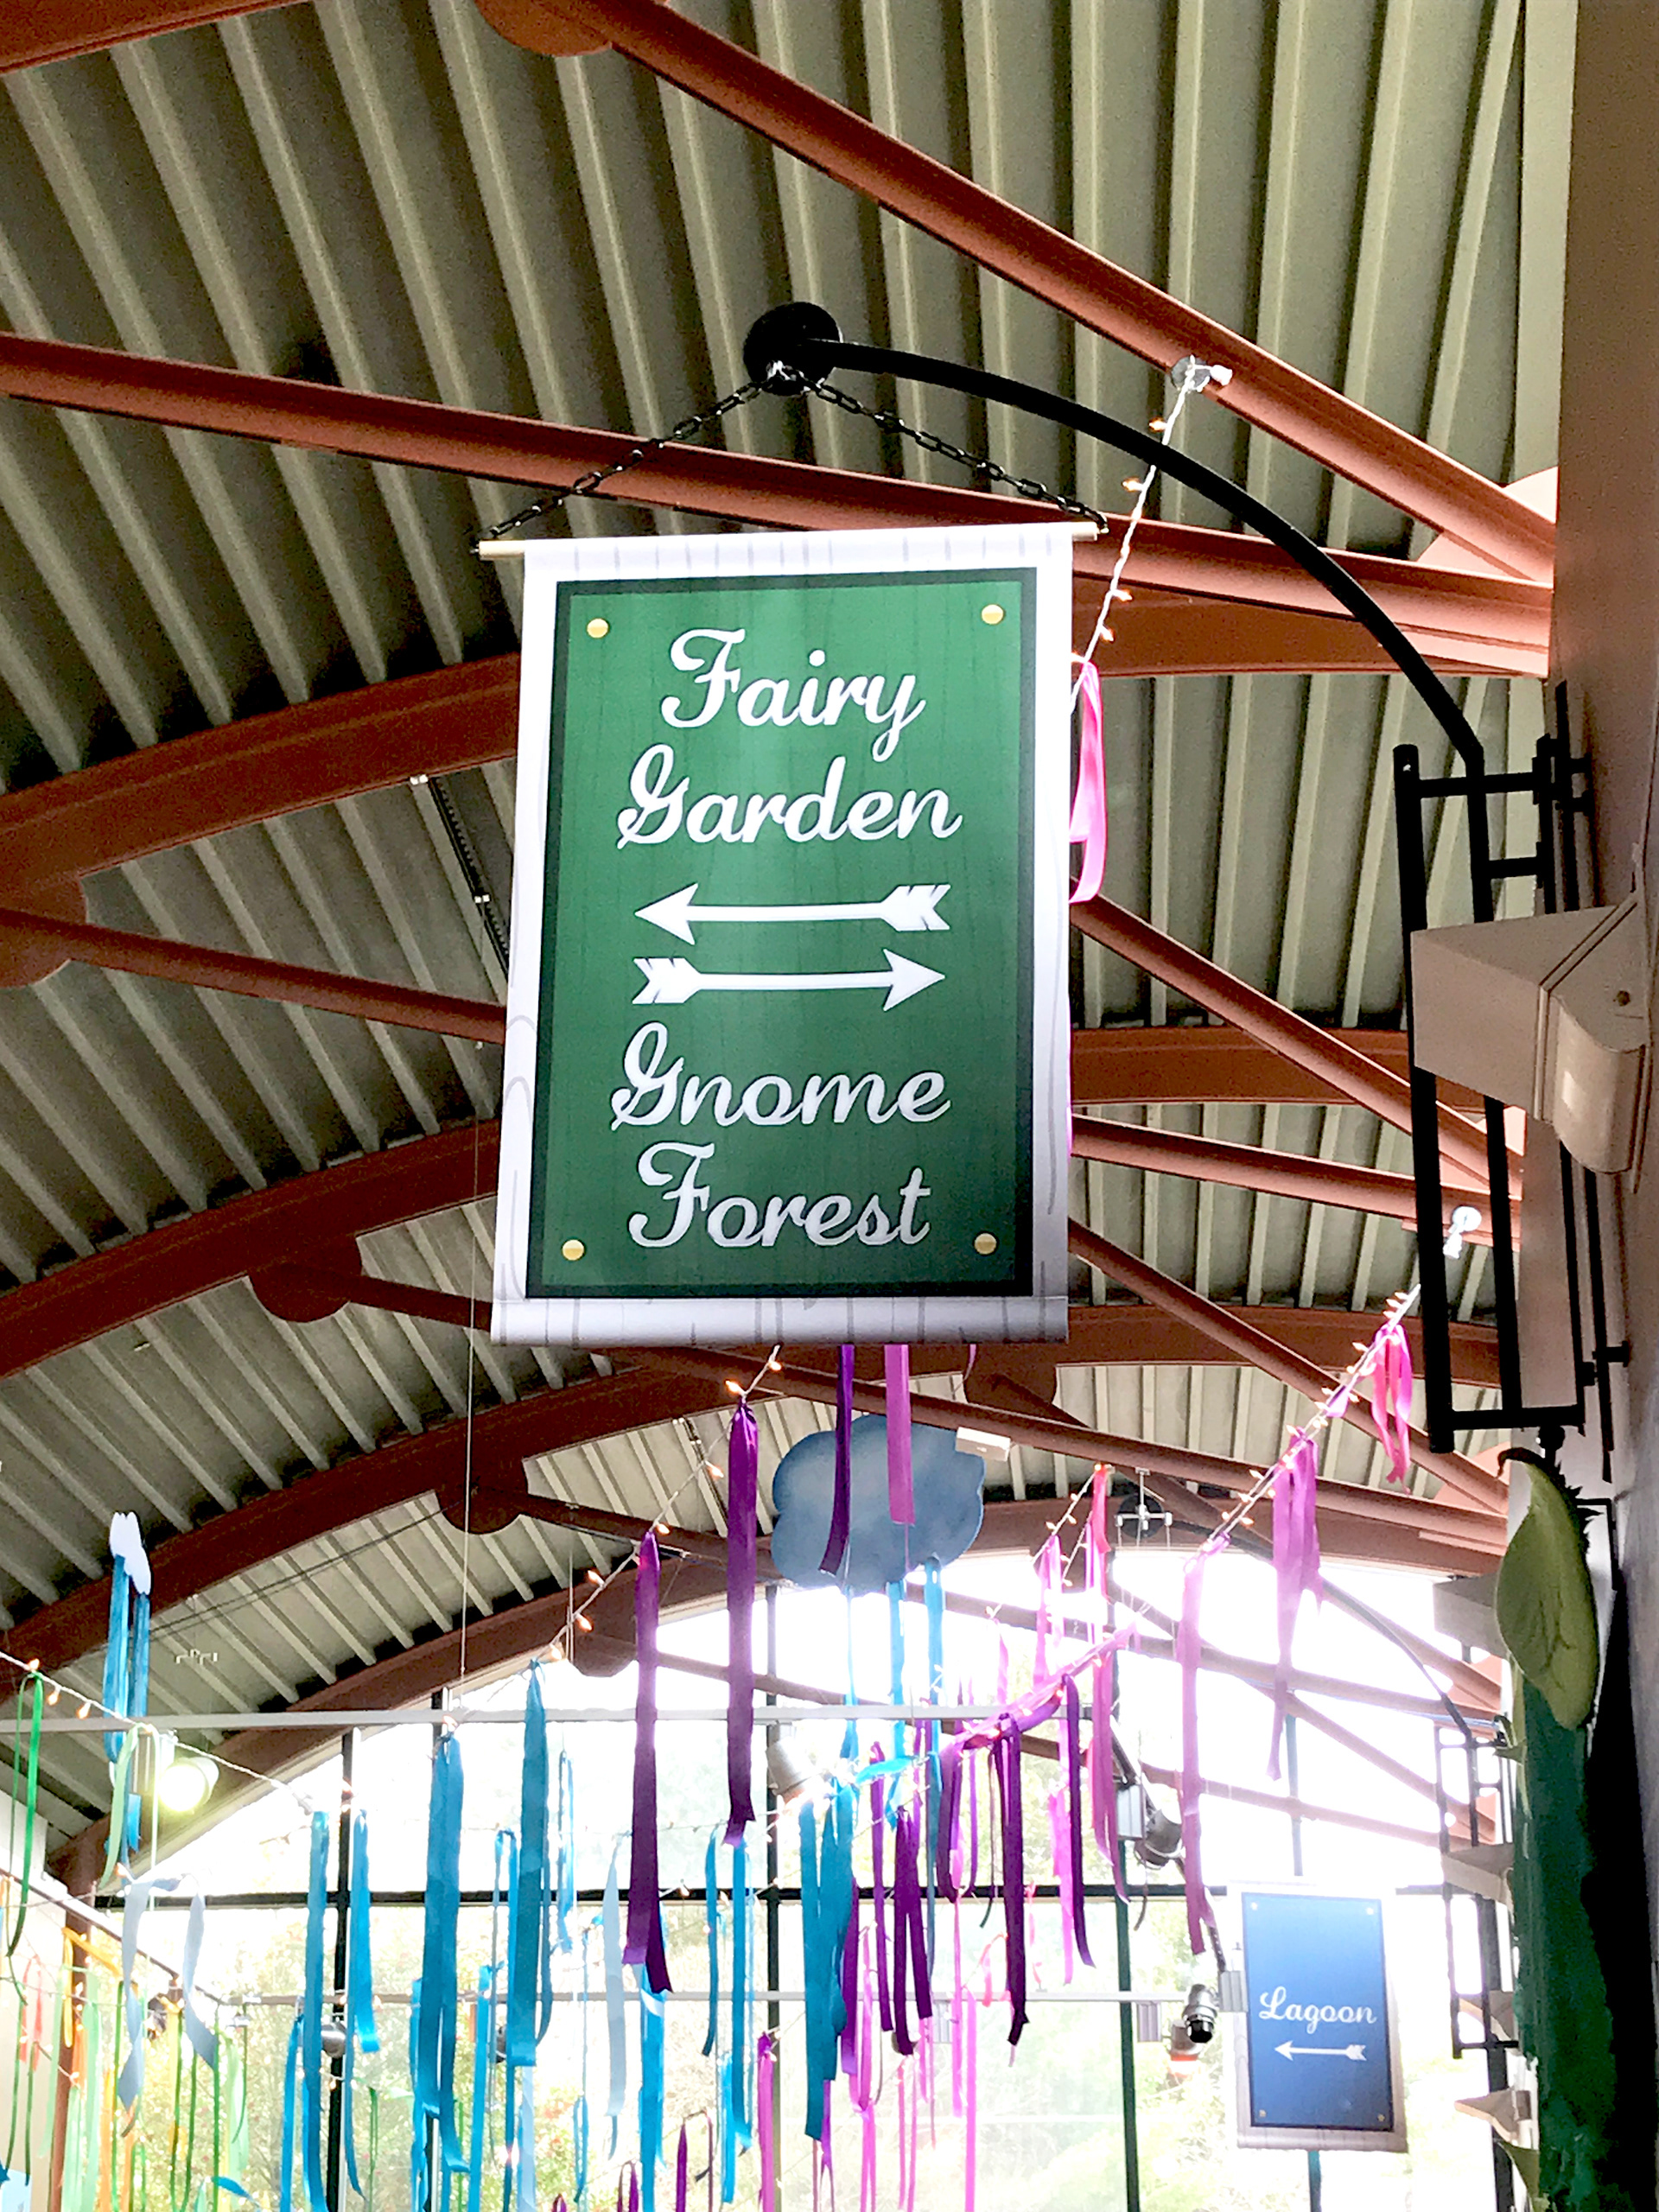 Fairy
Garden
Gnome
Forest
Lagoon